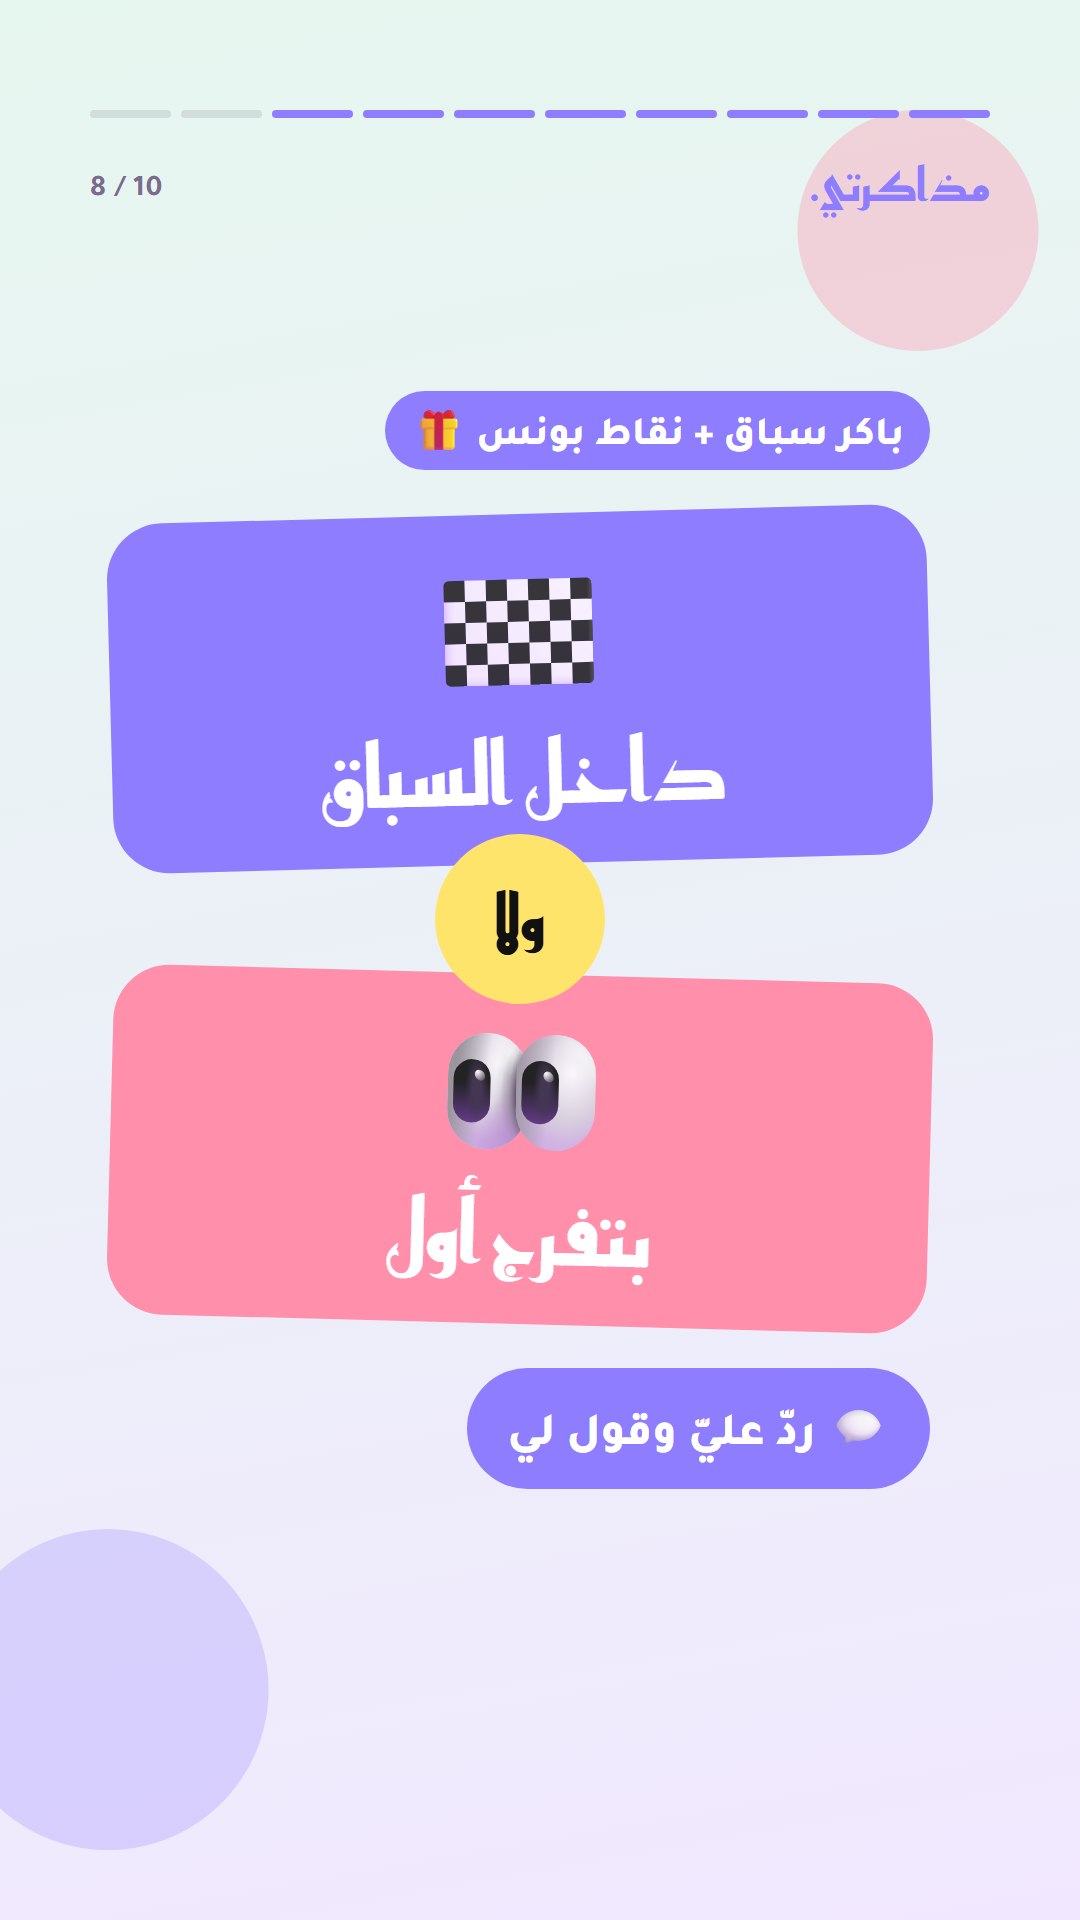 مذاكرتي.
8 / 10
باكر سباق + نقاط بونس 🎁
داخل السباق
ولا
بتفرج أول
💬 ردّ عليّ وقول لي